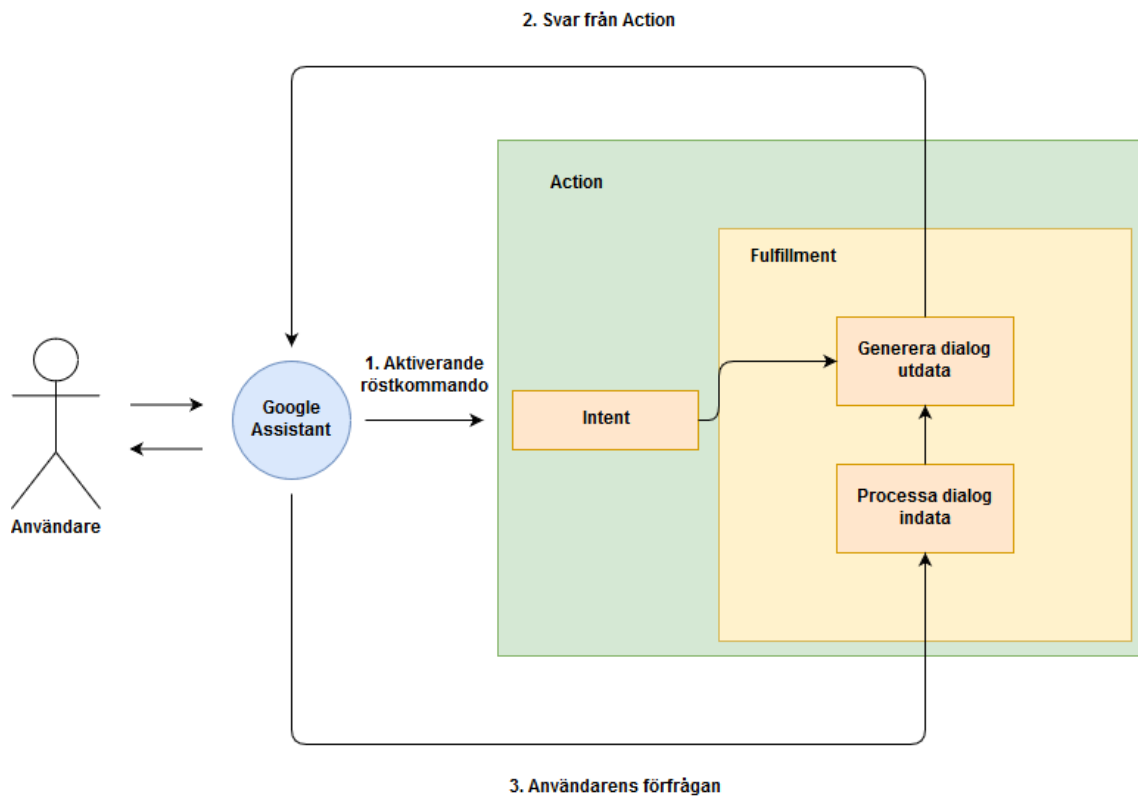 2. Svar från Action
Action
Fulfillment
Generera dialog
utdata
1. Aktiverande
röstkommando
Google
Assistant
Intent
Processa dialog
indata
Användare
3. Användarens förfrågan